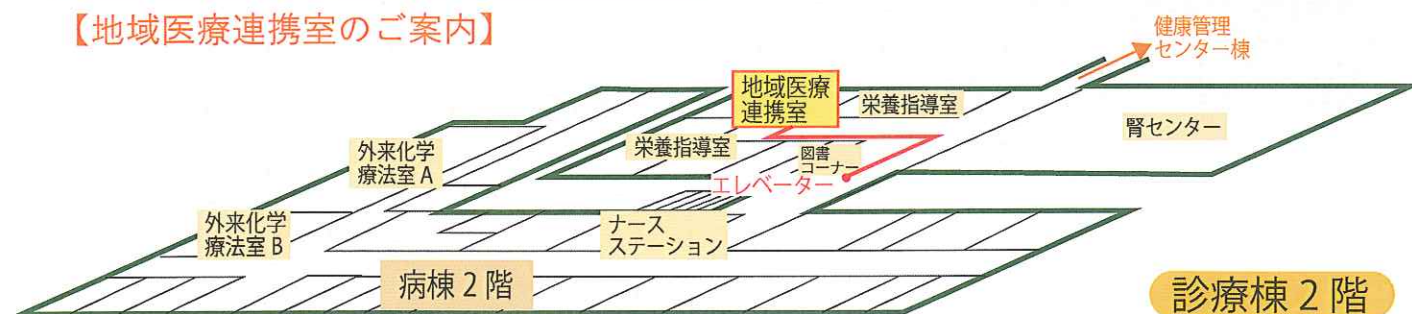 【地域医療連携室のご案内】
健康管理
センター棟
地域医療
連携室
栄養指導室
腎センター
外来化学
療法室 A
栄養指導室
図書
コーナー
エレベーター
外来化学
療法室 B
ナース
ステーション
病棟 2 階
診療棟 2 階